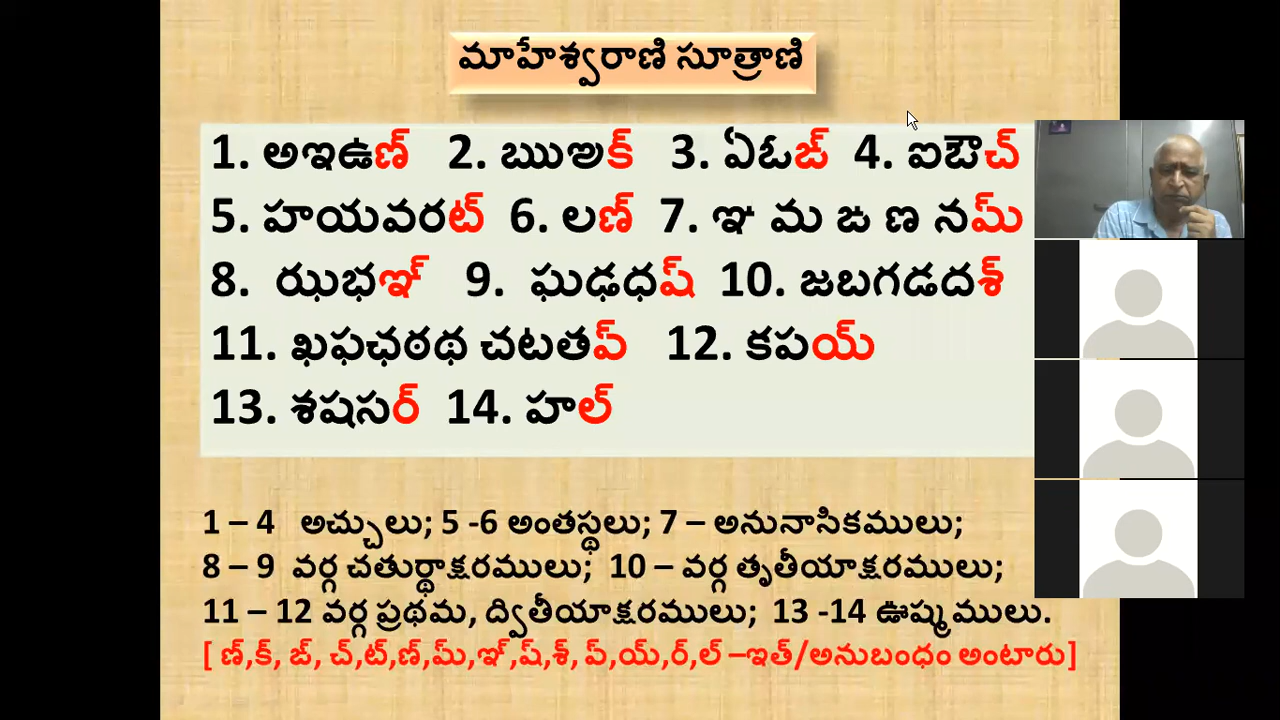 మాహేశ్వరాణి సూత్రాణి
1. అఇఉణ్ 2. ఋఌక్ 3. ఏఓఙ్ 4. ఐఔచ్
5. హయవరట్ 6. లణ్ 7. ఞ మ ఙ ణ నమ్
8. ఝభఞ్ 9. ఘఢధష్ 10. జబగడదశ్
11. ఖఫఛఠథ చటతప్ 12. కపయ్
13. శషసర్ 14. హల్
1 – 4 అచ్చులు; 5 -6 అంతస్థలు; 7 – అనునాసికములు;
8 – 9 వర్గ చతుర్థాక్షరములు; 10 – వర్గ తృతీయాక్షరములు;
11 – 12 వర్గ ప్రథమ, ద్వితీయాక్షరములు; 13 -14 ఊష్మములు.
[ ణ్,క్, ఙ్, చ్,ట్,ణ్,మ్,ఞ్,ష్,శ్, ప్,య్,ర్,ల్ –ఇత్/అనుబంధం అంటారు]